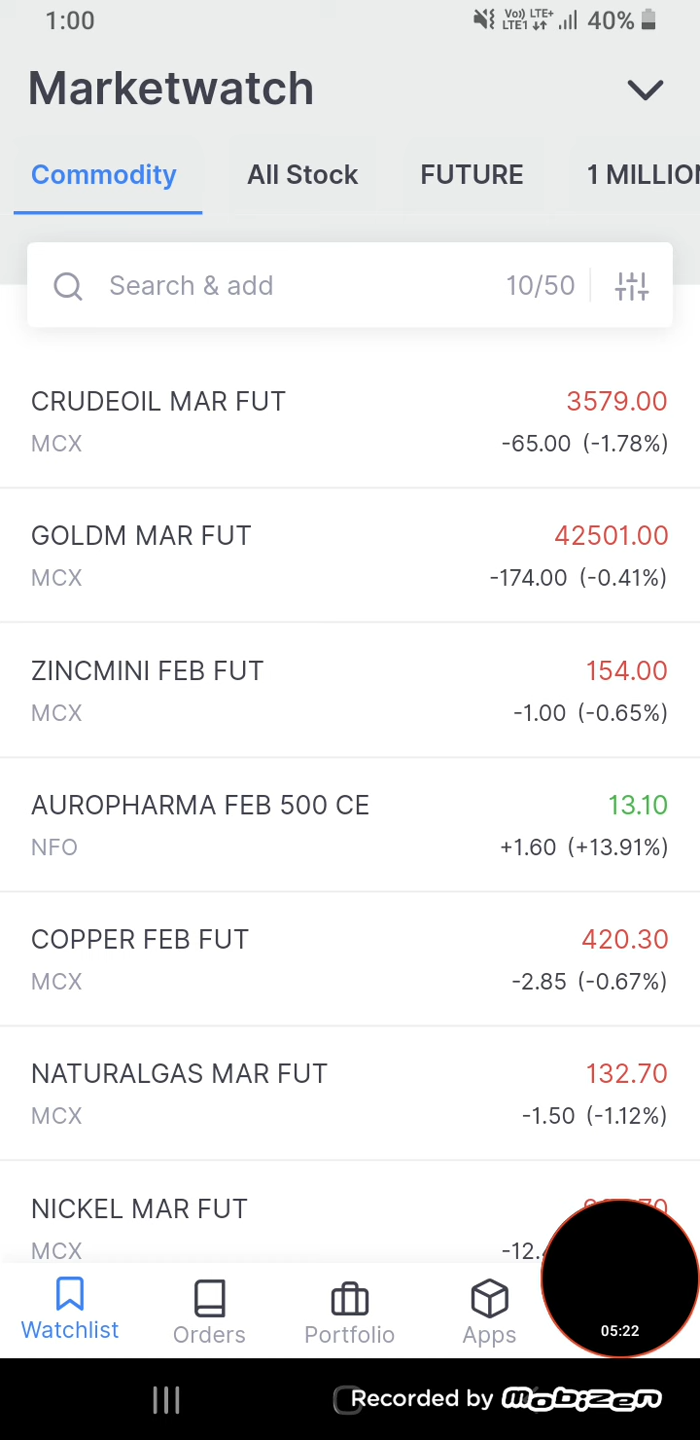 1:00 Vo) LTE+ LTE1 40%
Marketwatch
Commodity All Stock FUTURE 1 MILLION
Search & add 10/50
CRUDEOIL MAR FUT 3579.00
MCX -65.00 (-1.78%)
GOLDM MAR FUT 42501.00
MCX -174.00 (-0.41%)
ZINCMINI FEB FUT 154.00
MCX -1.00 (-0.65%)
AUROPHARMA FEB 500 CE 13.10
NFO +1.60 (+13.91%)
COPPER FEB FUT 420.30
MCX -2.85 (-0.67%)
NATURALGAS MAR FUT 132.70
MCX -1.50 (-1.12%)
NICKEL MAR FUT
MCX
Watchlist Orders Portfolio Apps
05:22
Recorded by mobizen